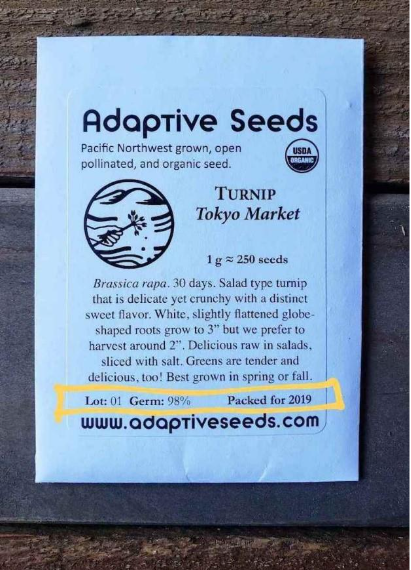 Adaptive Seeds
Pacific Northwest grown, open
pollinated, and organic seed.
USDA
ORGANIC
TURNIP
Tokyo Market
1 g ≈ 250 seeds
Brassica rapa. 30 days. Salad type turnip
that is delicate yet crunchy with a distinct
sweet flavor. White, slightly flattened globe-
shaped roots grow to 3” but we prefer to
harvest around 2”. Delicious raw in salads,
sliced with salt. Greens are tender and
delicious, too! Best grown in spring or fall.
Lot: 01 Germ: 98% Packed for 2019
www.adaptiveseeds.com